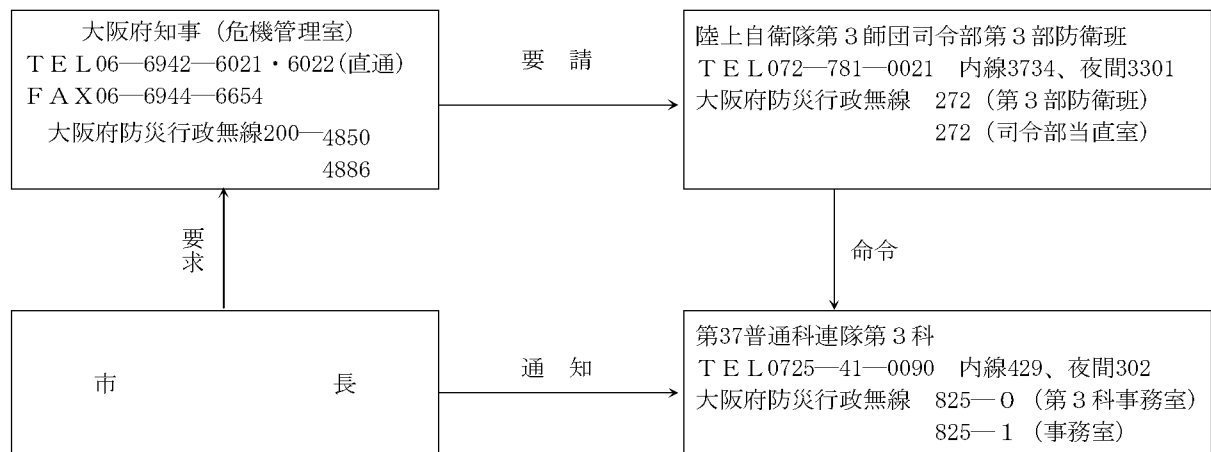 大阪府知事（危機管理室）
ＴＥＬ06―6942―6021・6022(直通)
ＦＡＸ06―6944―6654
大阪府防災行政無線200―4850
4886
要　請
陸上自衛隊第３師団司令部第３部防衛班
ＴＥＬ072―781―0021　内線3734、夜間3301
大阪府防災行政無線　272（第３部防衛班）
272（司令部当直室）
要求
命令
市　長
通　知
第37普通科連隊第３科
ＴＥＬ0725―41―0090　内線429、夜間302
大阪府防災行政無線　825―０（第３科事務室）
825―１（事務室）